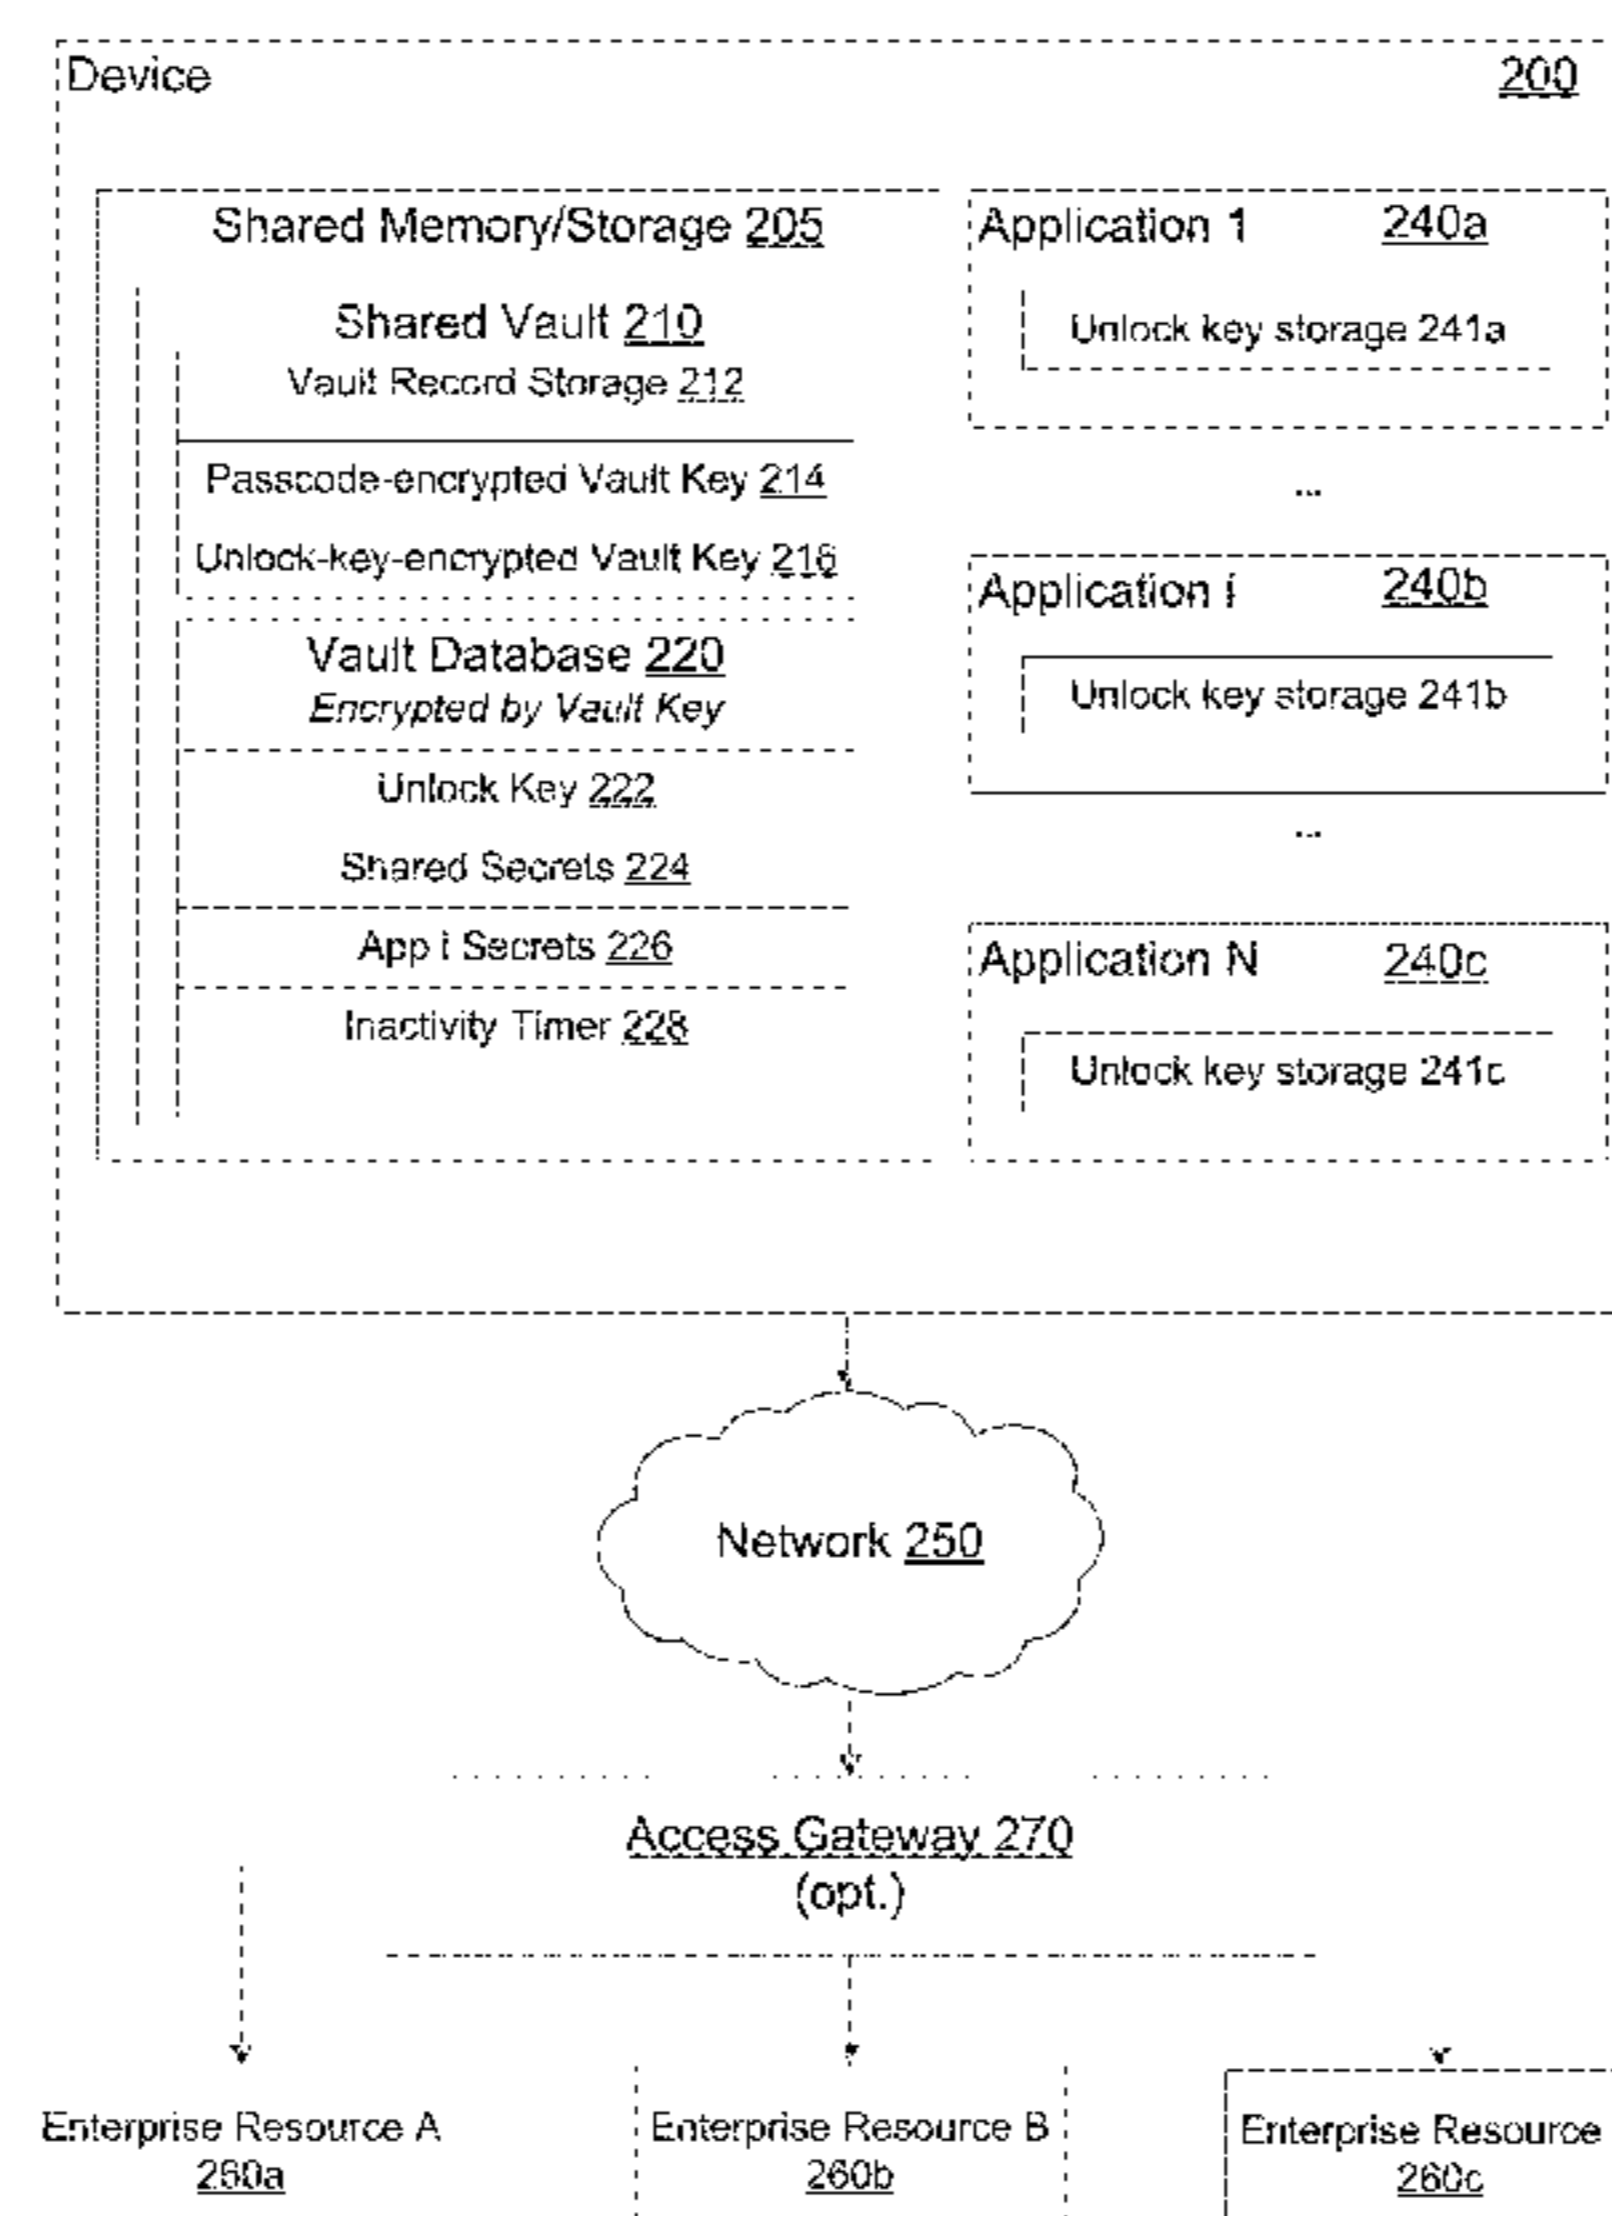 Device 200
Shared Memory/Storage 205
Shared Vault 210
Vault Record Storage 212
Passcode-encrypted Vault Key 214
Unlock-key-encrypted Vault Key 216
Vault Database 220
Encrypted by Vault Key
Unlock Key 222
Shared Secrets 224
App i Secrets 226
Inactivity Timer 228
Application 1 240a
Unlock key storage 241a
...
Application i 240b
Unlock key storage 241b
...
Application N 240c
Unlock key storage 241c
Network 250
Access Gateway 270
(opt.)
Enterprise Resource A
260a
Enterprise Resource B
260b
Enterprise Resource
260c